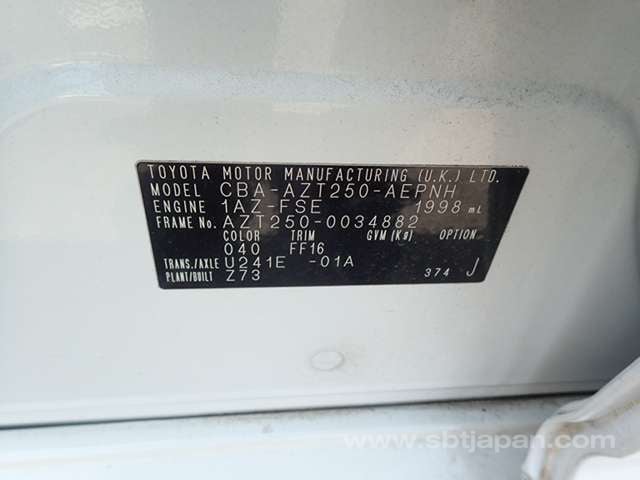 TOYOTA MOTOR MANUFACTURING (U.K.) LTD.
MODEL CBA-AZT250-AEPNH
ENGINE 1AZ-FSE 1998 mL
FRAME No. AZT250-0034882
COLOR TRIM GVM (Kg) OPTION
040 FF16
TRANS./AXLE U241E -01A
PLANT/BUILT Z73 374 J
www.sbtjapan.com